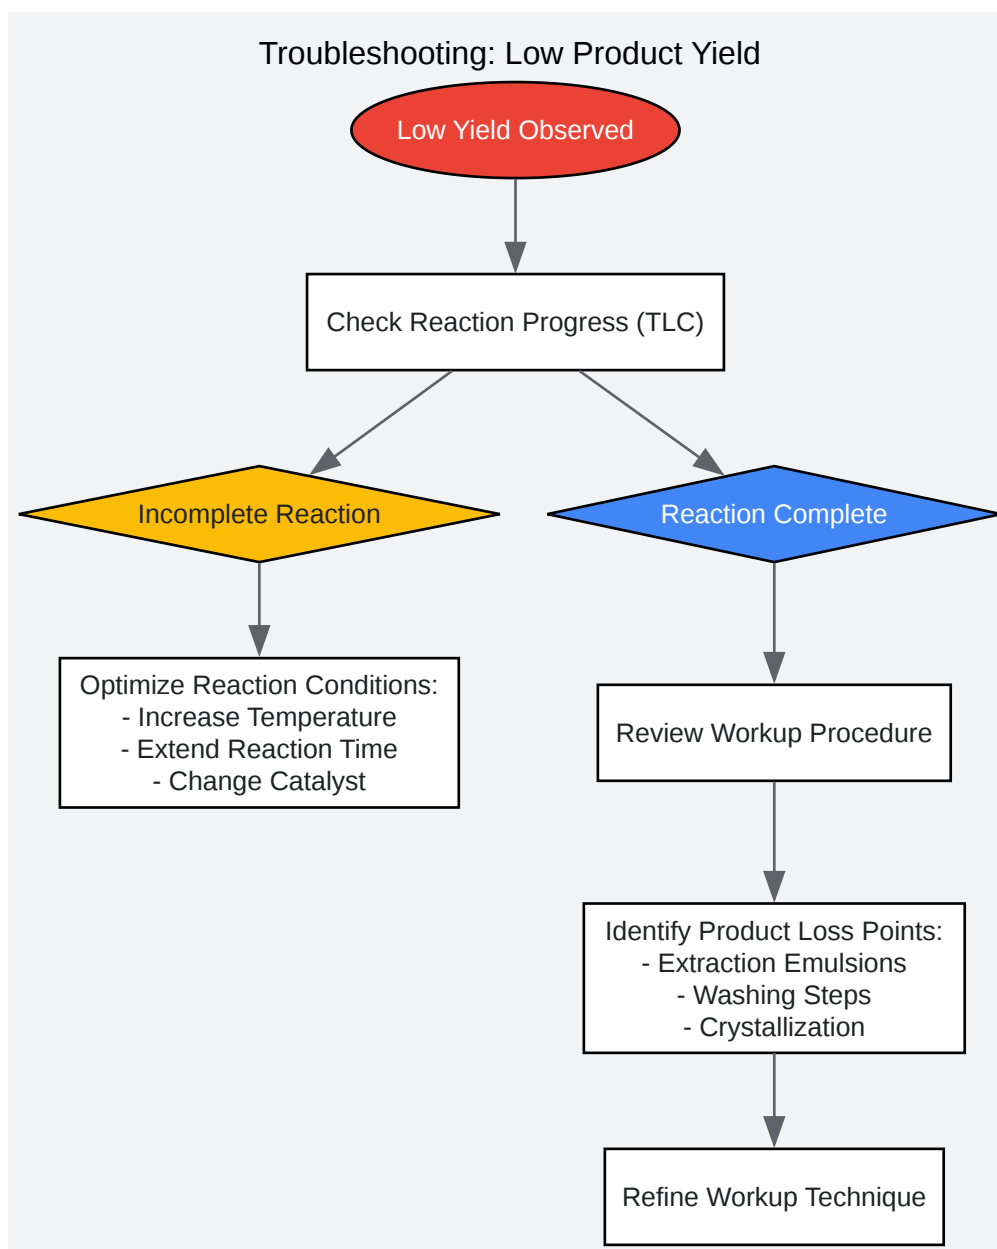 Troubleshooting: Low Product Yield
Low Yield Observed
Check Reaction Progress (TLC)
Incomplete Reaction
Reaction Complete
Optimize Reaction Conditions:
- Increase Temperature
- Extend Reaction Time
- Change Catalyst
Review Workup Procedure
Identify Product Loss Points:
- Extraction Emulsions
- Washing Steps
- Crystallization
Refine Workup Technique